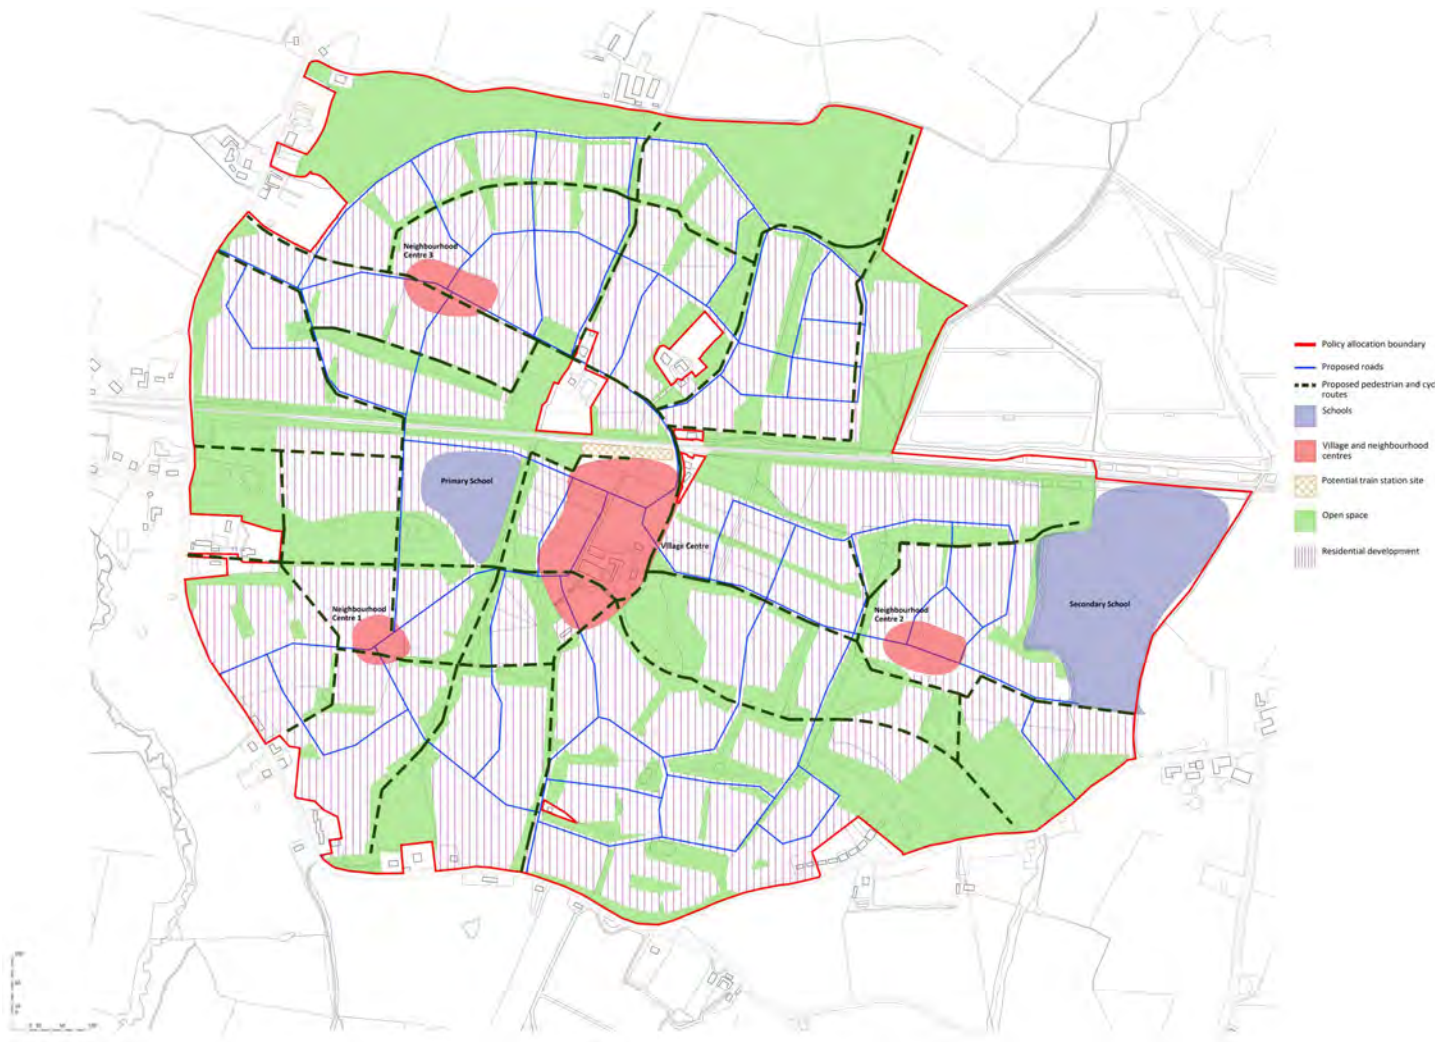 Neighbourhood
Centre 3
Primary School
Village Centre
Neighbourhood
Centre 1
Neighbourhood
Centre 2
Secondary School
Policy allocation boundary
Proposed roads
Proposed pedestrian and cyc
routes
Schools
Village and neighbourhood
centres
Potential train station site
Open space
Residential development